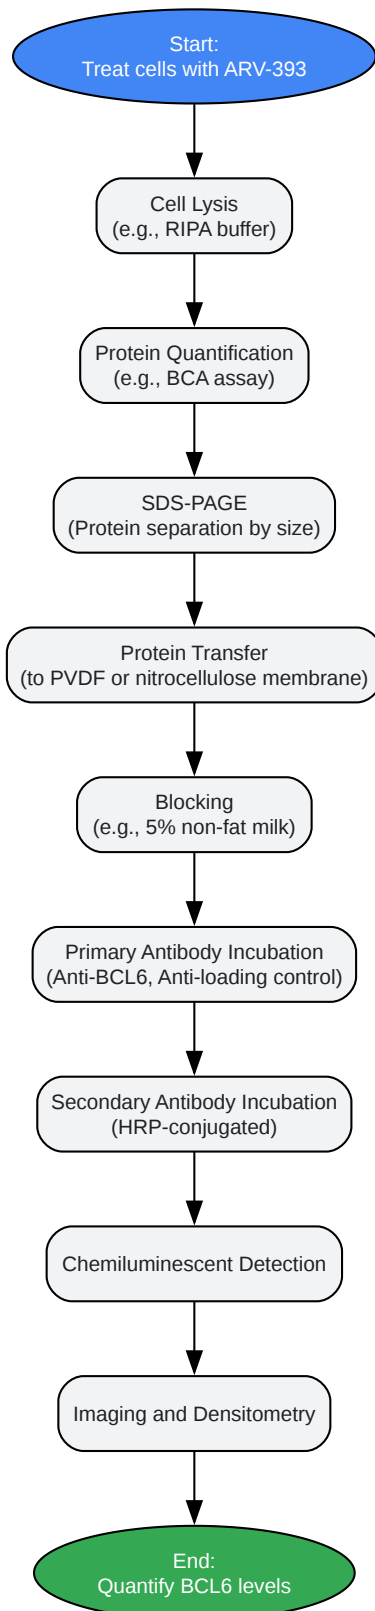 Start:
Treat cells with ARV-393
Cell Lysis
(e.g., RIPA buffer)
Protein Quantification
(e.g., BCA assay)
SDS-PAGE
(Protein separation by size)
Protein Transfer
(to PVDF or nitrocellulose membrane)
Blocking
(e.g., 5% non-fat milk)
Primary Antibody Incubation
(Anti-BCL6, Anti-loading control)
Secondary Antibody Incubation
(HRP-conjugated)
Chemiluminescent Detection
Imaging and Densitometry
End:
Quantify BCL6 levels